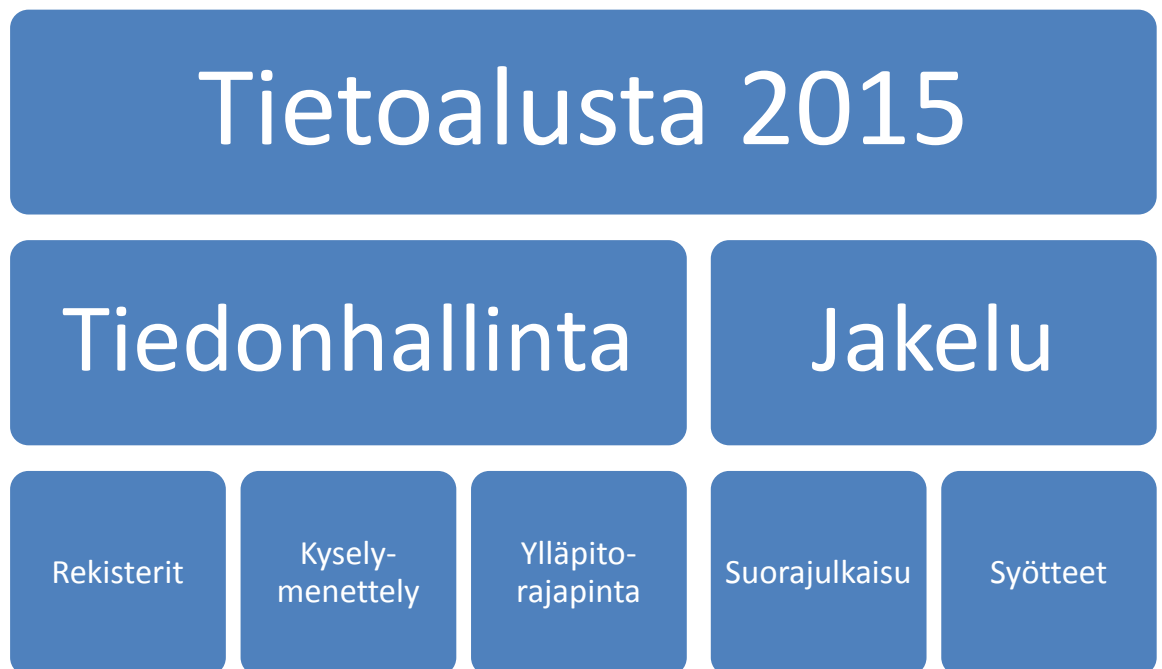 Tietoalusta 2015
Tiedonhallinta
Jakelu
Rekisterit
Kysely-
menettely
Ylläpito-
rajapinta
Suorajulkaisu
Syötteet